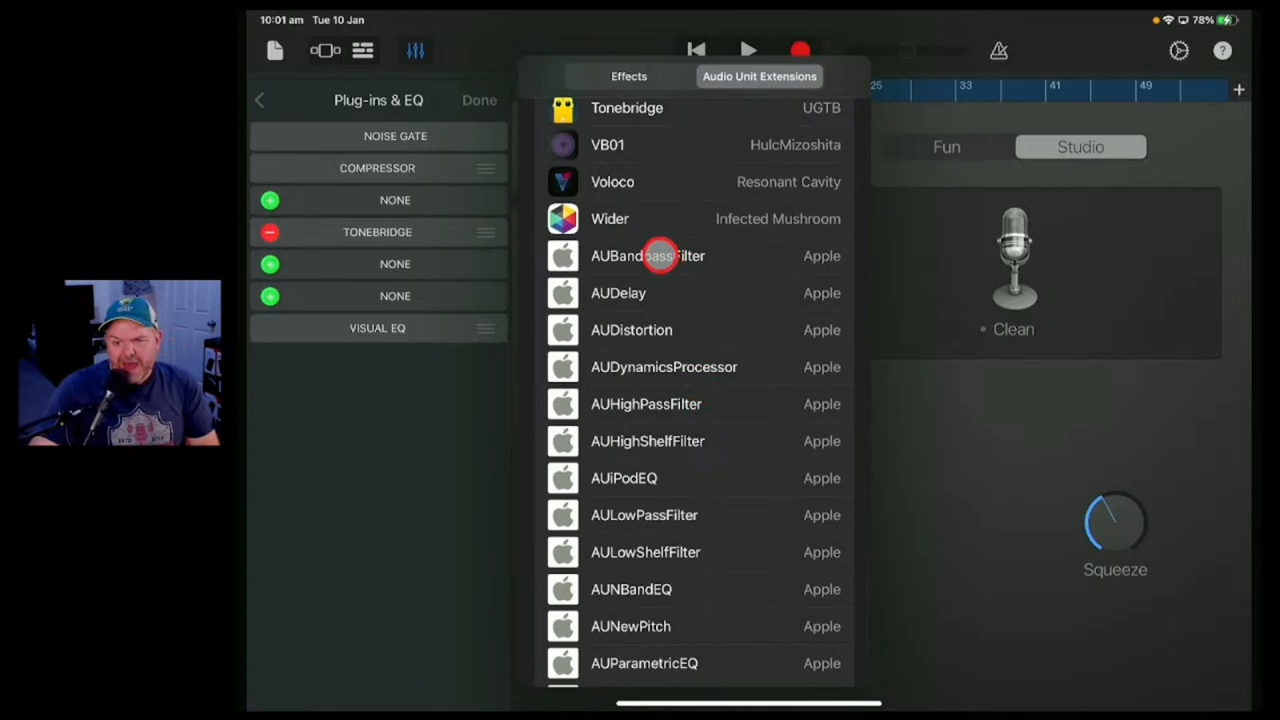 10:01 am Tue 10 Jan
78%
Effects
Audio Unit Extensions
25 33 41 49
Plug-ins & EQ Done
NOISE GATE
COMPRESSOR
NONE
TONEBRIDGE
NONE
NONE
VISUAL EQ
Tonebridge UGTB
VB01 HulcMizoshita
Voloco Resonant Cavity
Wider Infected Mushroom
AUBandpassFilter Apple
AUDelay Apple
AUDistortion Apple
AUDynamicsProcessor Apple
AUHighPassFilter Apple
AUHighShelfFilter Apple
AUiPodEQ Apple
AULowPassFilter Apple
AULowShelfFilter Apple
AUNBandEQ Apple
AUNewPitch Apple
AUParametricEQ Apple
Fun Studio
Clean
Squeeze